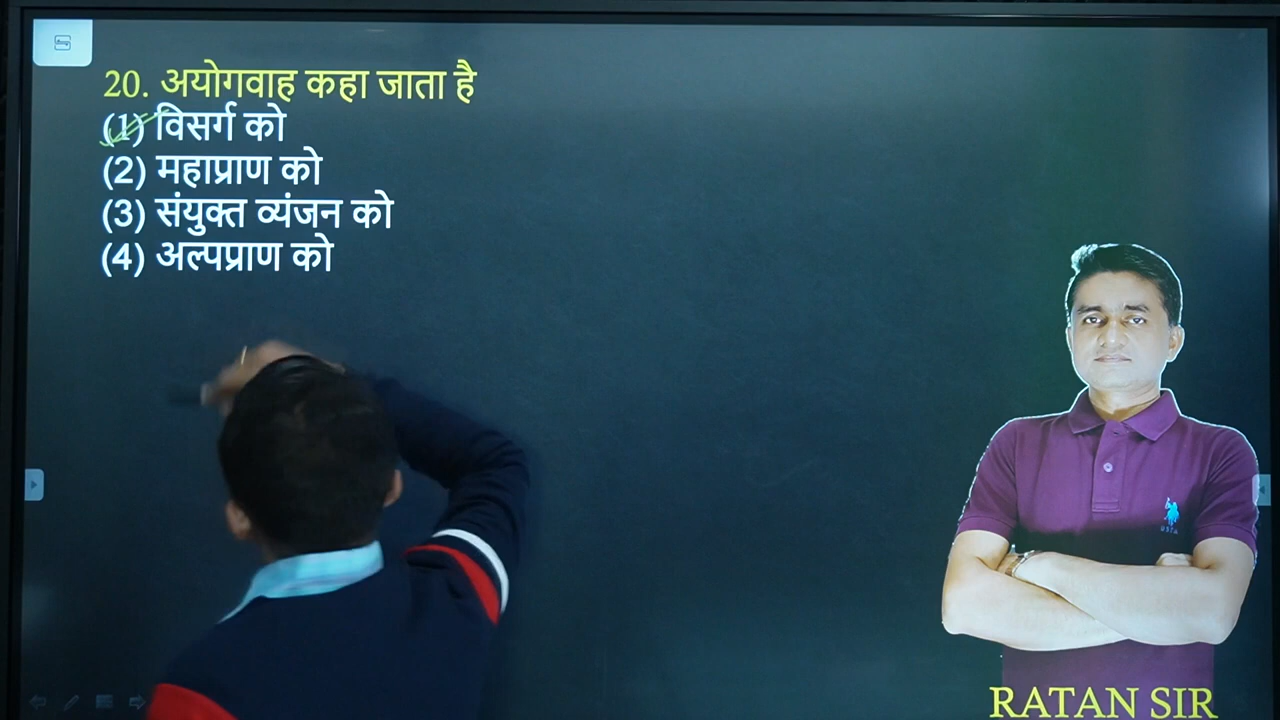 20. अयोगवाह कहा जाता है
(1) विसर्ग को
(2) महाप्राण को
(3) संयुक्त व्यंजन को
(4) अल्पप्राण को
RATAN SIR